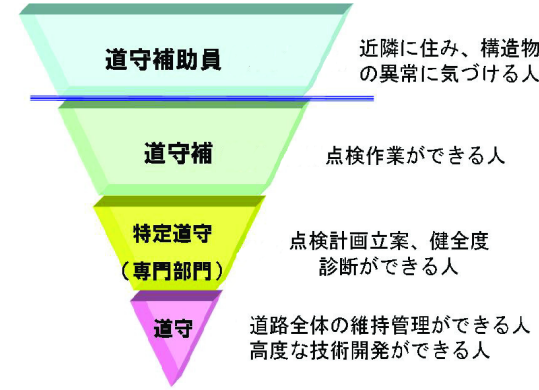 道守補助員
近隣に住み、構造物
の異常に気づける人
道守補
点検作業ができる人
特定道守
（専門部門）
点検計画立案、健全度
診断ができる人
道守
道路全体の維持管理ができる人
高度な技術開発ができる人